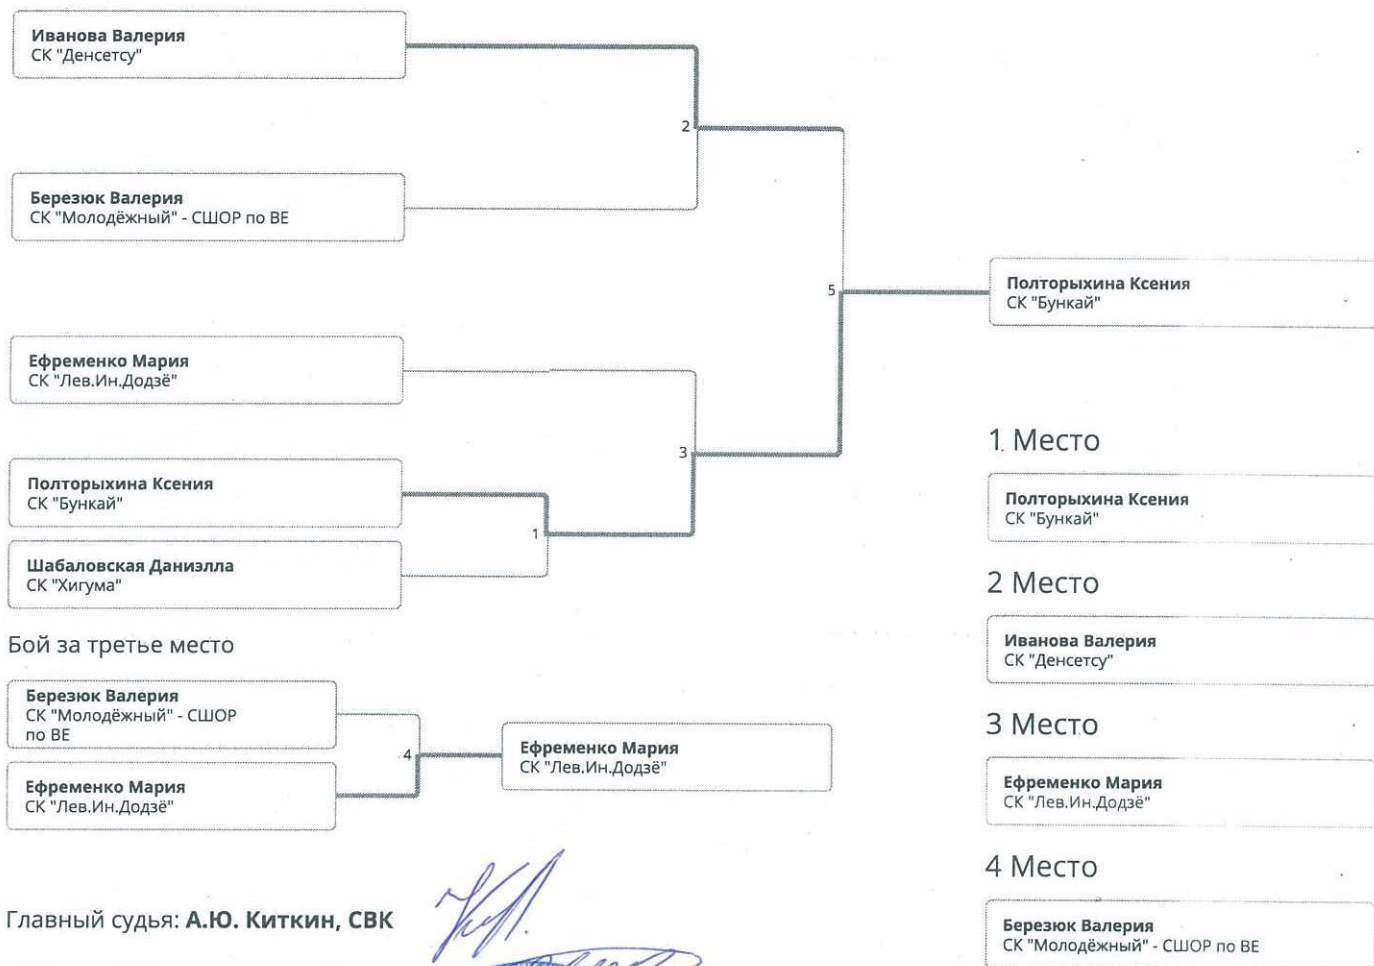 Иванова Валерия
СК "Денсетсу"
2
Березюк Валерия
СК "Молодёжный" - СШОР по ВЕ
5
Полторыхина Ксения
СК "Бункай"
Ефременко Мария
СК "Лев.Ин.Додзё"
3
Полторыхина Ксения
СК "Бункай"
1
Шабаловская Даниэлла
СК "Хигума"
Бой за третье место
Березюк Валерия
СК "Молодёжный" - СШОР
по ВЕ
4
Ефременко Мария
СК "Лев.Ин.Додзё"
Ефременко Мария
СК "Лев.Ин.Додзё"
1 Место
Полторыхина Ксения
СК "Бункай"
2 Место
Иванова Валерия
СК "Денсетсу"
3 Место
Ефременко Мария
СК "Лев.Ин.Додзё"
4 Место
Березюк Валерия
СК "Молодёжный" - СШОР по ВЕ
Главный судья: А.Ю. Киткин, СВК